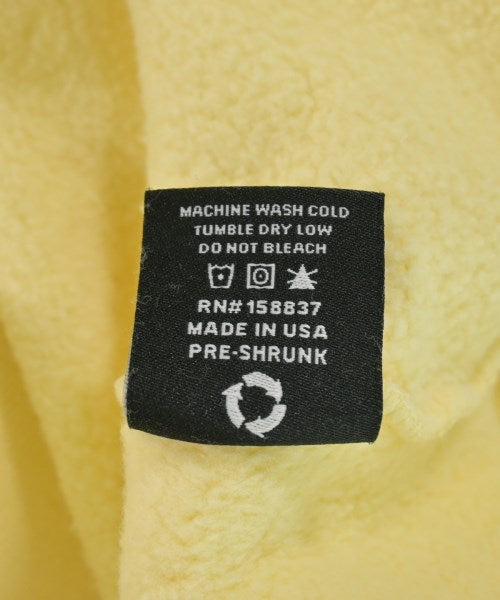 MACHINE WASH COLD
TUMBLE DRY LOW
DO NOT BLEACH
RN# 158837
MADE IN USA
PRE-SHRUNK